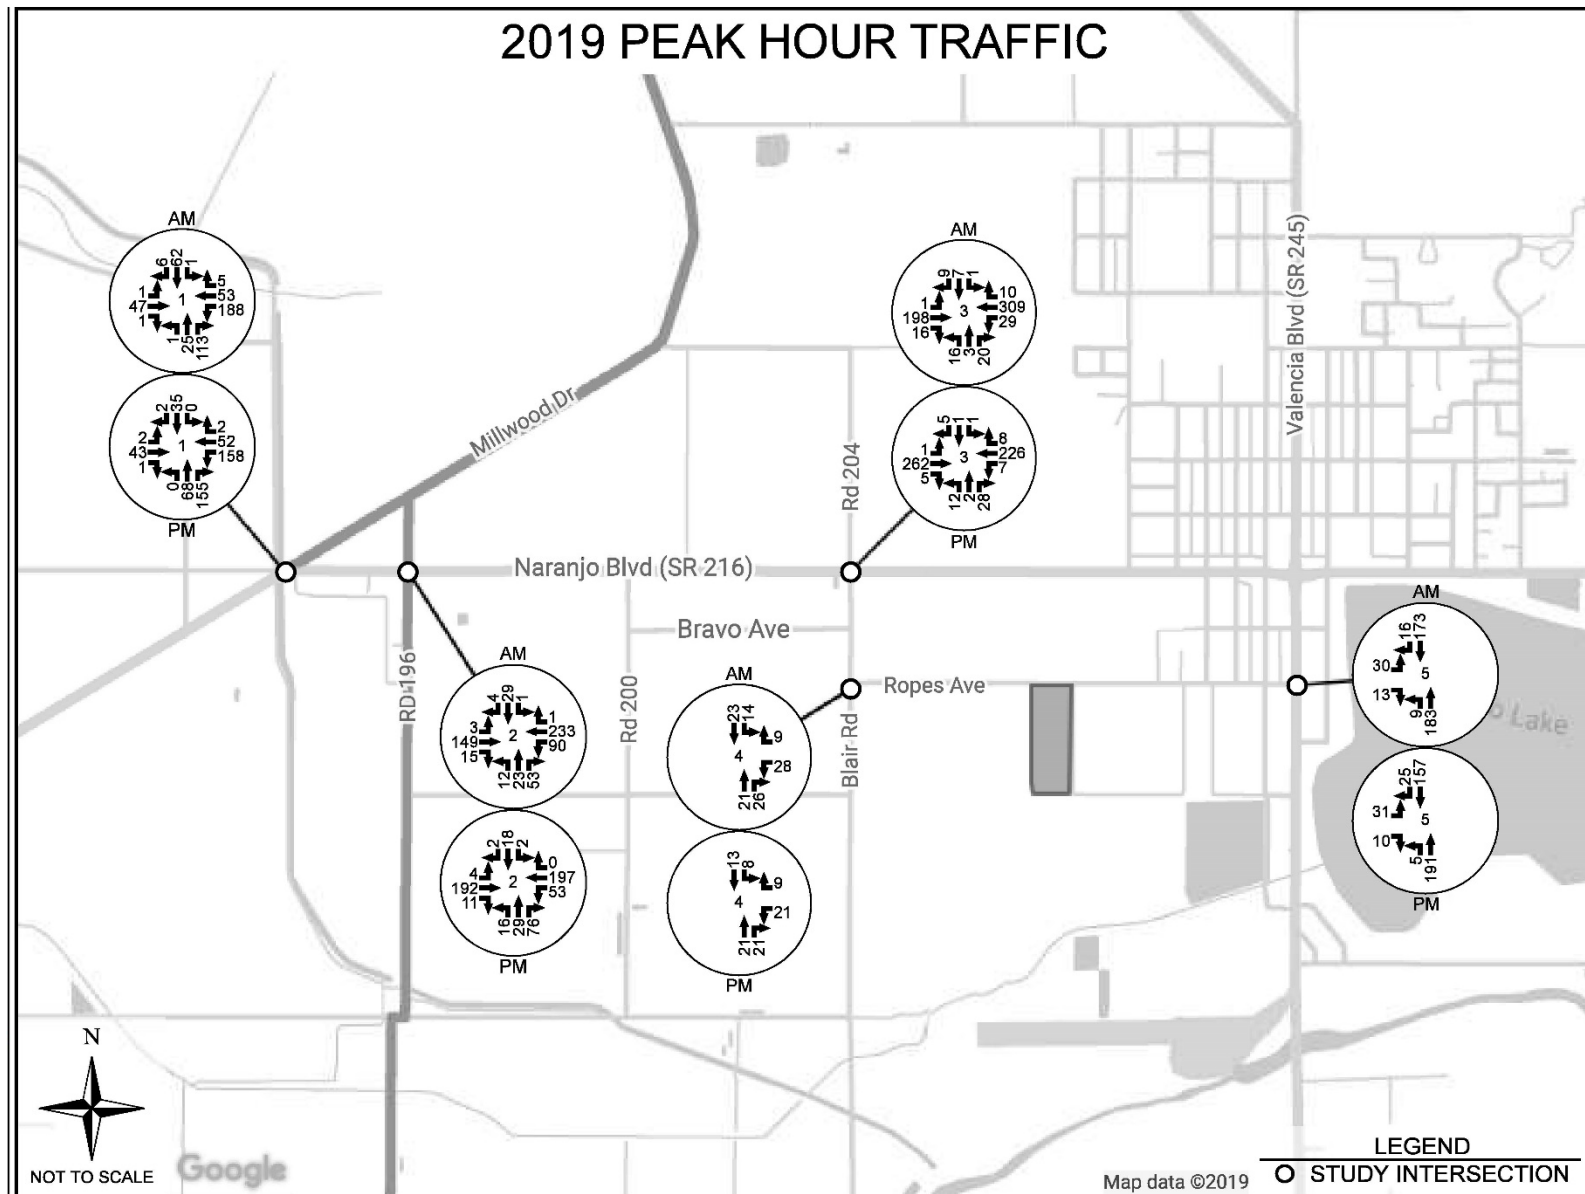 2019 PEAK HOUR TRAFFIC
AM
6 62 1
1 47 1
1
5 53 188
1 25 113
2 35 0
2 43 1
1
2 52 158
0 68 155
PM
AM
9 7 1
1 198 16
3
10 309 29
16 3 20
5 11 1
1 262 5
3
8 226 7
12 12 28
PM
Millwood Dr
Rd 204
Valencia Blvd (SR 245)
Naranjo Blvd (SR 216)
Bravo Ave
Ropes Ave
RD 196
Rd 200
Blair Rd
AM
4 29 1
3 149 15
2
1 233 90
12 23 53
2 18 2
4 192 11
2
0 197 53
16 29 76
PM
AM
23 14
4
9 28
21 26
13 8
4
9 21
21 21
PM
AM
16 173
30 13
5
9 183
25 157
31 10
5
5 191
PM
Lake
N
NOT TO SCALE
Google
Map data ©2019
LEGEND
STUDY INTERSECTION